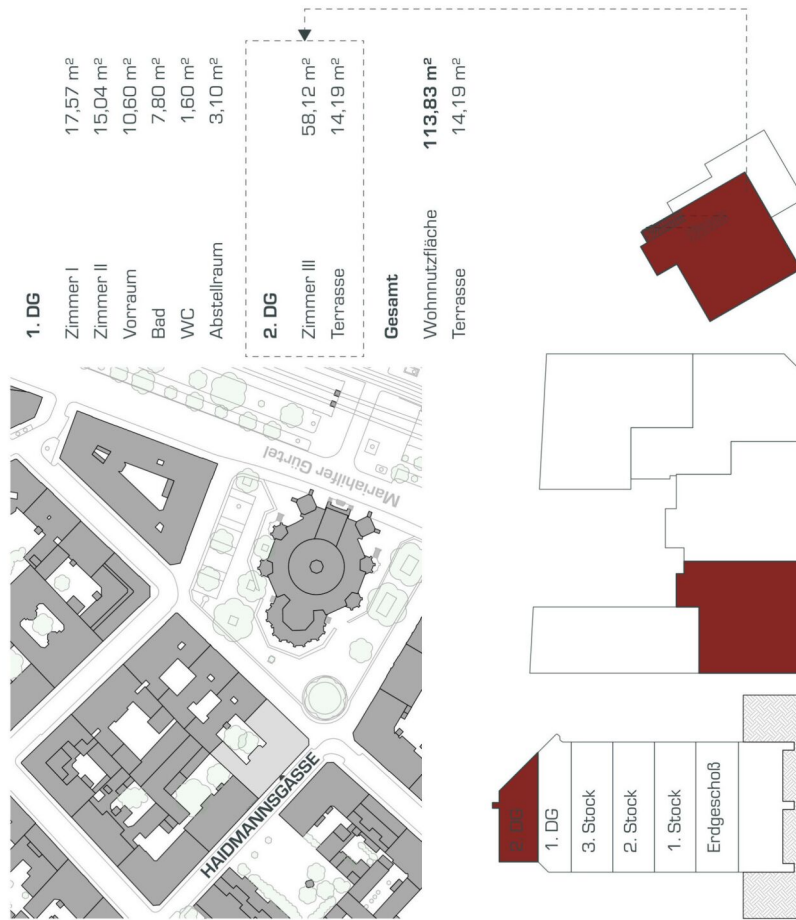 1. DG
Zimmer I 17,57 m²
Zimmer II 15,04 m²
Vorraum 10,60 m²
Bad 7,80 m²
WC 1,60 m²
Abstellraum 3,10 m²
2. DG
Zimmer III 58,12 m²
Terrasse 14,19 m²
Gesamt
Wohnnutzfläche 113,83 m²
Terrasse 14,19 m²
Mariahilfer Gürtel
HAIDMANNSGASSE
2. DG
1. DG
3. Stock
2. Stock
1. Stock
Erdgeschoß